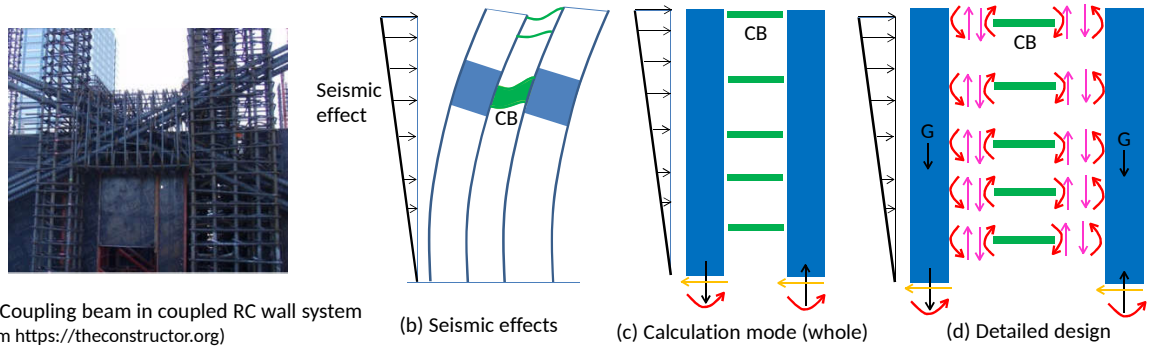 Seismic
effect
CB
CB
CB
G
G
Coupling beam in coupled RC wall system
https://theconstructor.org)
(b) Seismic effects
(c) Calculation mode (whole)
(d) Detailed design